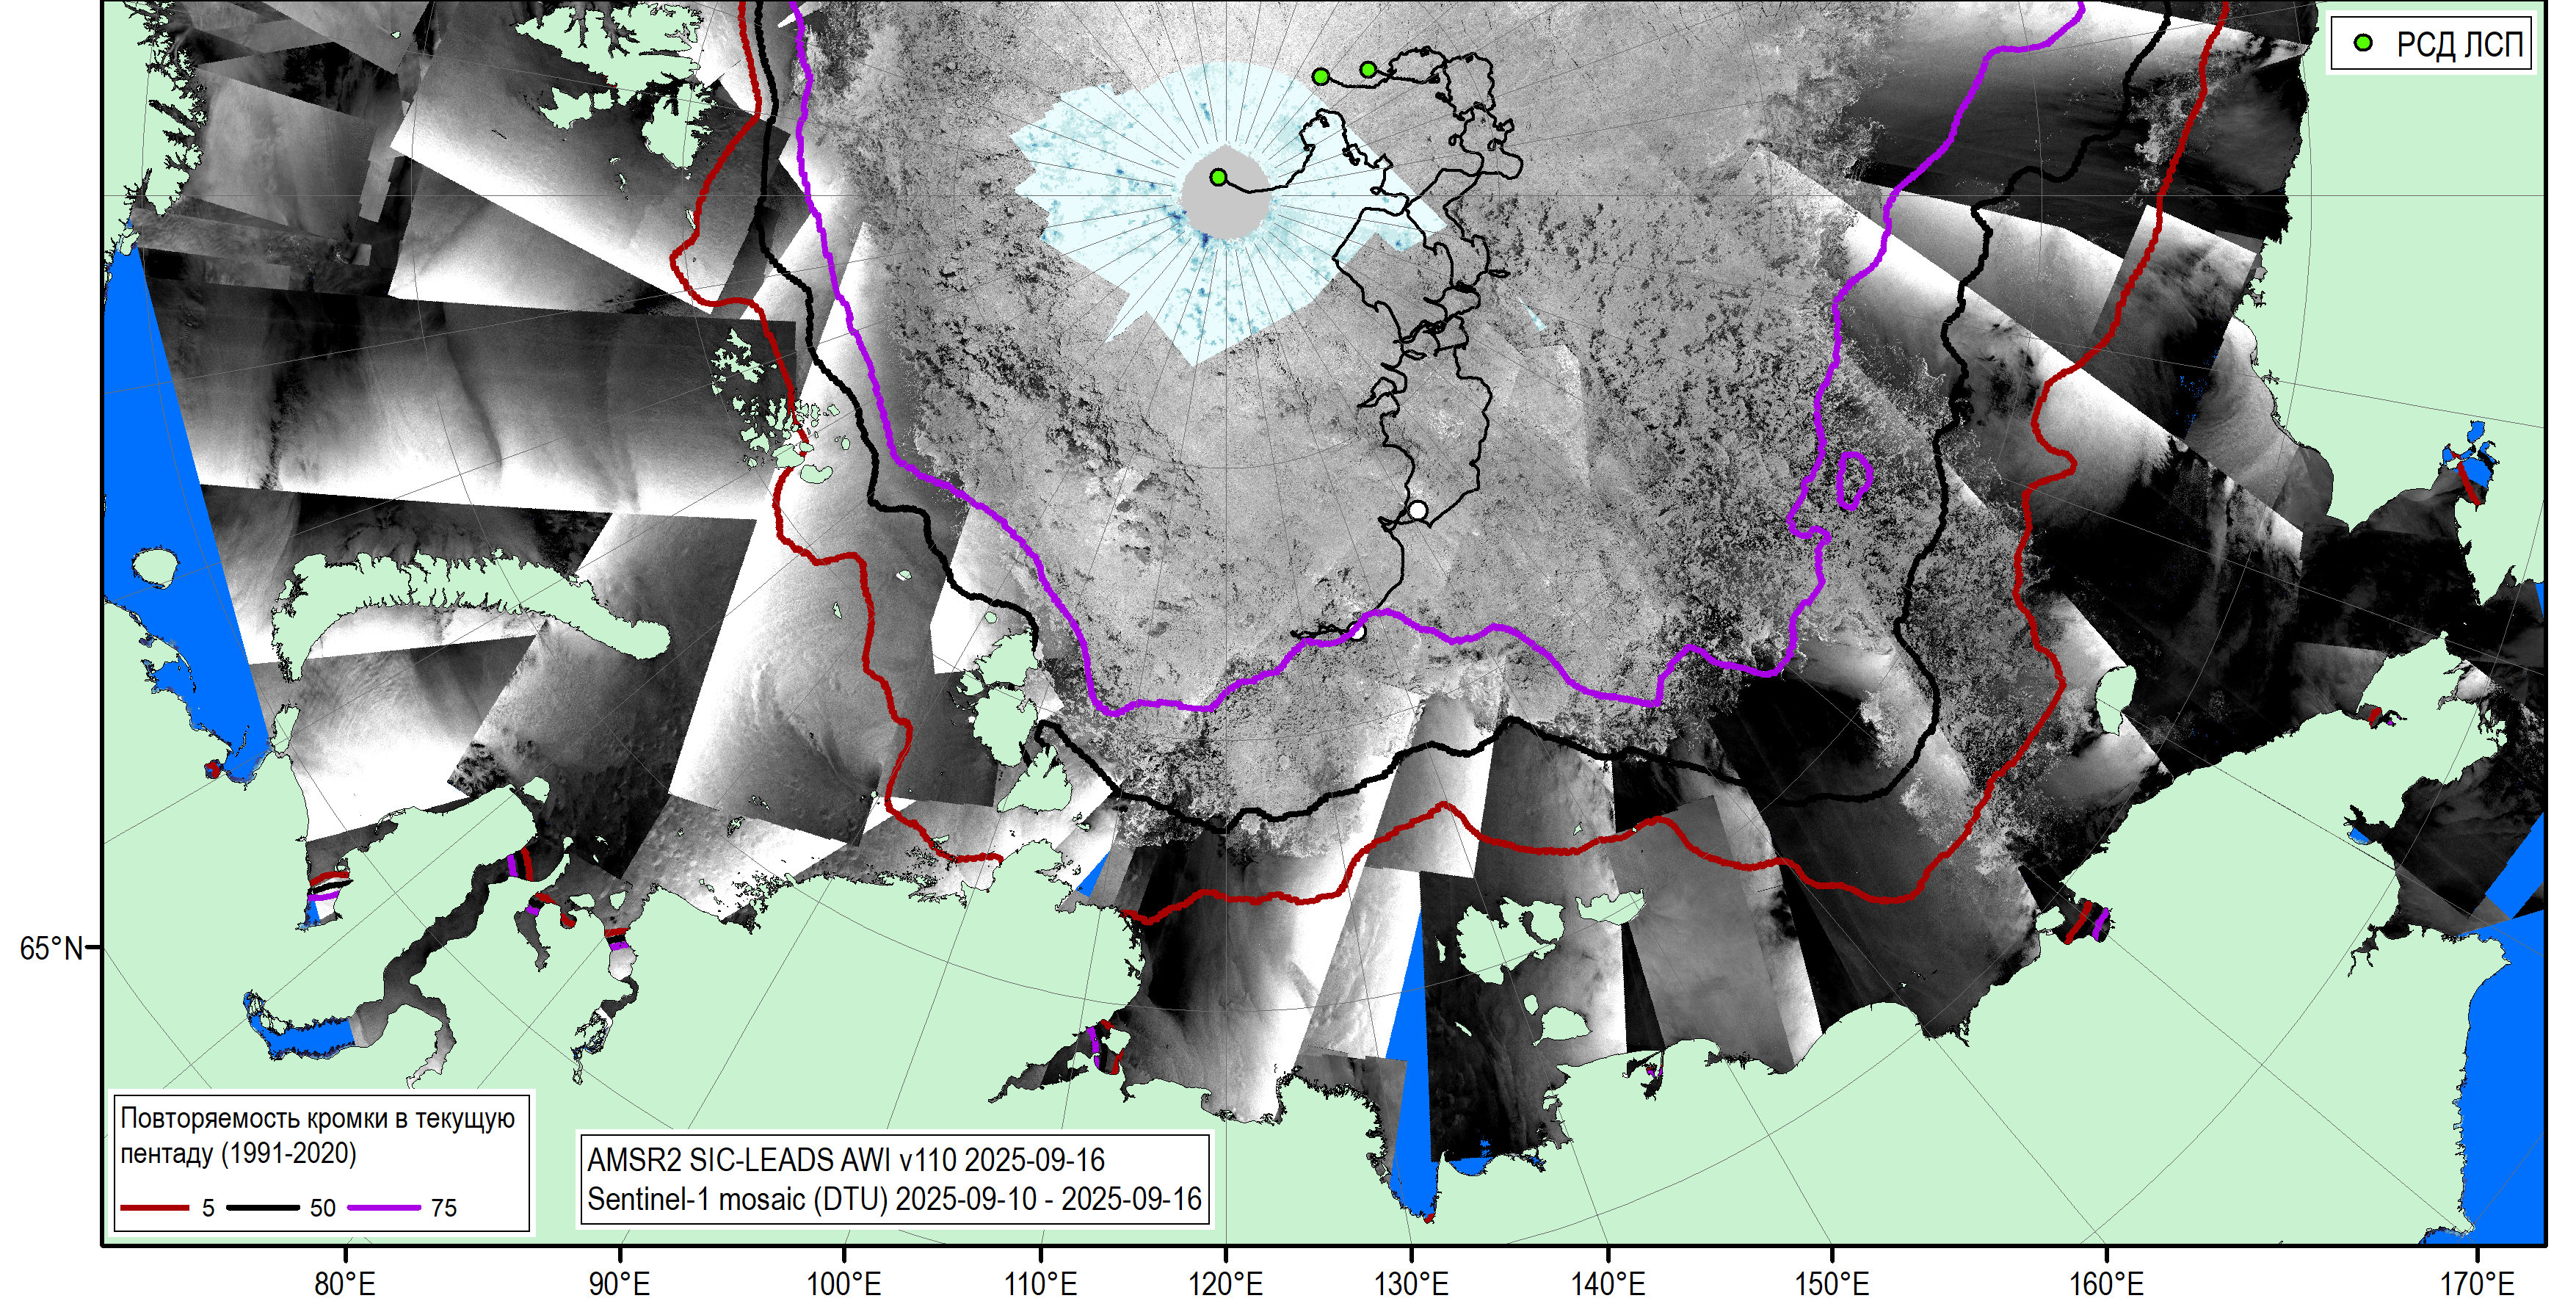 РСД ЛСП
65°N
Повторяемость кромки в текущую
пентаду (1991-2020)
5 50 75
AMSR2 SIC-LEADS AWI v110 2025-09-16
Sentinel-1 mosaic (DTU) 2025-09-10 - 2025-09-16
80°E 90°E 100°E 110°E 120°E 130°E 140°E 150°E 160°E 170°E